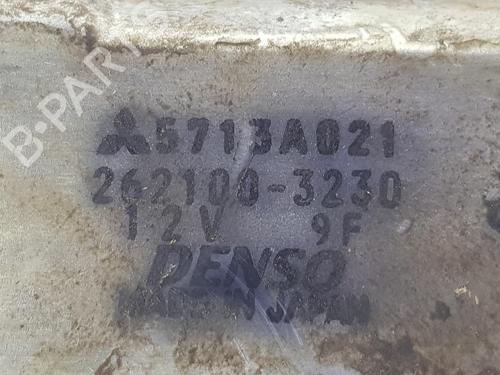 5713A021
262100-3230
12V 9F
DENSO
MADE IN JAPAN
B-PARTS